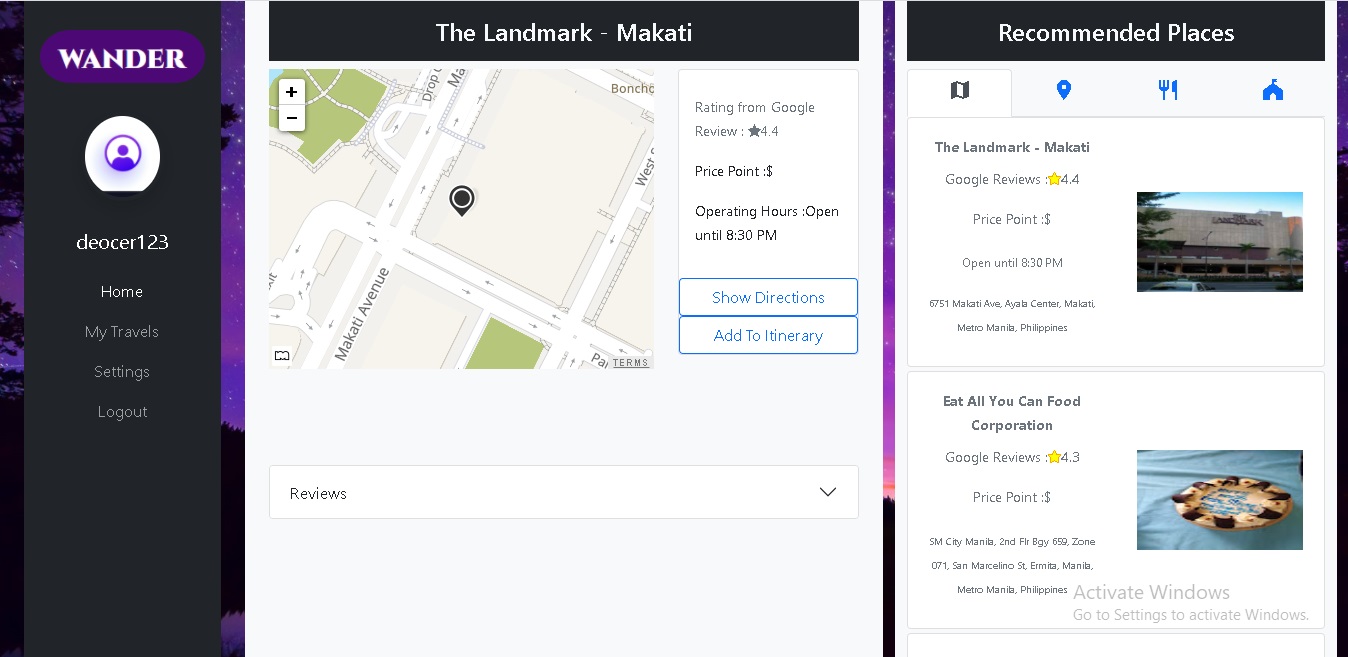 WANDER
deocer123
Home
My Travels
Settings
Logout
The Landmark - Makati
+
−
Makati Avenue
TERMS
Rating from Google
Review : ★4.4
Price Point :$
Operating Hours :Open
until 8:30 PM
Show Directions
Add To Itinerary
Reviews
Recommended Places
The Landmark - Makati
Google Reviews :⭐4.4
Price Point :$
Open until 8:30 PM
6751 Makati Ave, Ayala Center, Makati,
Metro Manila, Philippines
Eat All You Can Food
Corporation
Google Reviews :⭐4.3
Price Point :$
SM City Manila, 2nd Flr Bgy 659, Zone
071, San Marcelino St, Ermita, Manila,
Metro Manila, Philippines
Activate Windows
Go to Settings to activate Windows.